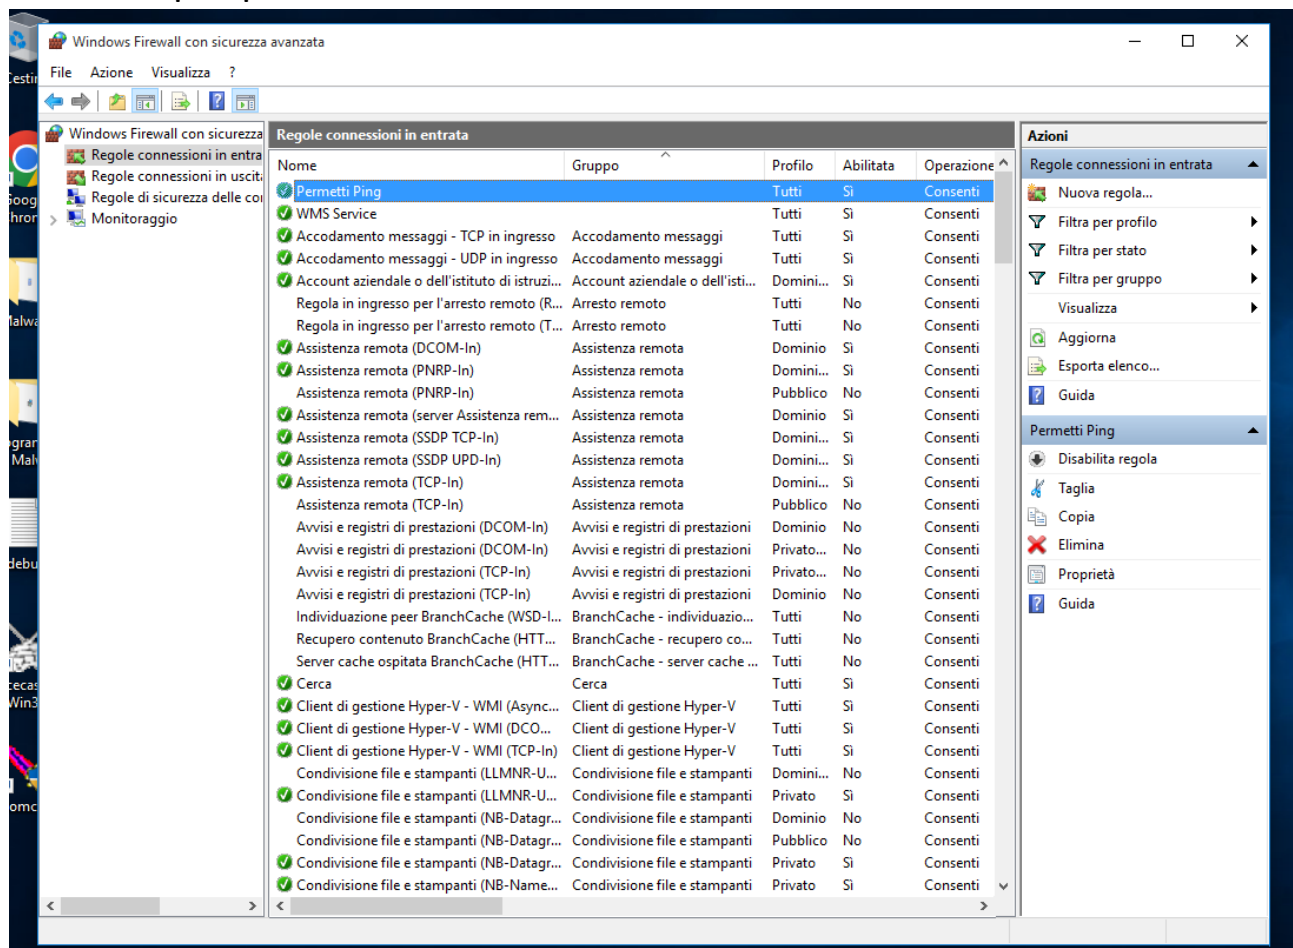 Windows Firewall con sicurezza avanzata
File Azione Visualizza ?
Windows Firewall con sicurezza
Regole connessioni in entra
Regole connessioni in uscit
Regole di sicurezza delle co
Monitoraggio
Regole connessioni in entrata
Nome Gruppo Profilo Abilitata Operazione
Permetti Ping Tutti Sì Consenti
WMS Service Tutti Sì Consenti
Accodamento messaggi - TCP in ingresso Accodamento messaggi Tutti Sì Consenti
Accodamento messaggi - UDP in ingresso Accodamento messaggi Tutti Sì Consenti
Account aziendale o dell'istituto di istruzi... Account aziendale o dell'isti... Domini... Sì Consenti
Regola in ingresso per l'arresto remoto (R... Arresto remoto Tutti No Consenti
Regola in ingresso per l'arresto remoto (T... Arresto remoto Tutti No Consenti
Assistenza remota (DCOM-In) Assistenza remota Dominio Sì Consenti
Assistenza remota (PNRP-In) Assistenza remota Domini... Sì Consenti
Assistenza remota (PNRP-In) Assistenza remota Pubblico No Consenti
Assistenza remota (server Assistenza rem... Assistenza remota Dominio Sì Consenti
Assistenza remota (SSDP TCP-In) Assistenza remota Domini... Sì Consenti
Assistenza remota (SSDP UPD-In) Assistenza remota Domini... Sì Consenti
Assistenza remota (TCP-In) Assistenza remota Domini... Sì Consenti
Assistenza remota (TCP-In) Assistenza remota Pubblico No Consenti
Avvisi e registri di prestazioni (DCOM-In) Avvisi e registri di prestazioni Dominio No Consenti
Avvisi e registri di prestazioni (DCOM-In) Avvisi e registri di prestazioni Privato... No Consenti
Avvisi e registri di prestazioni (TCP-In) Avvisi e registri di prestazioni Privato... No Consenti
Avvisi e registri di prestazioni (TCP-In) Avvisi e registri di prestazioni Dominio No Consenti
Individuazione peer BranchCache (WSD-I... BranchCache - individuazio... Tutti No Consenti
Recupero contenuto BranchCache (HTT... BranchCache - recupero co... Tutti No Consenti
Server cache ospitata BranchCache (HTT... BranchCache - server cache ... Tutti No Consenti
Cerca Cerca Tutti Sì Consenti
Client di gestione Hyper-V - WMI (Async... Client di gestione Hyper-V Tutti Sì Consenti
Client di gestione Hyper-V - WMI (DCO... Client di gestione Hyper-V Tutti Sì Consenti
Client di gestione Hyper-V - WMI (TCP-In) Client di gestione Hyper-V Tutti Sì Consenti
Condivisione file e stampanti (LLMNR-U... Condivisione file e stampanti Domini... No Consenti
Condivisione file e stampanti (LLMNR-U... Condivisione file e stampanti Privato Sì Consenti
Condivisione file e stampanti (NB-Datagr... Condivisione file e stampanti Dominio No Consenti
Condivisione file e stampanti (NB-Datagr... Condivisione file e stampanti Pubblico No Consenti
Condivisione file e stampanti (NB-Datagr... Condivisione file e stampanti Privato Sì Consenti
Condivisione file e stampanti (NB-Name... Condivisione file e stampanti Privato Sì Consenti
Azioni
Regole connessioni in entrata
Nuova regola...
Filtra per profilo
Filtra per stato
Filtra per gruppo
Visualizza
Aggiorna
Esporta elenco...
Guida
Permetti Ping
Disabilita regola
Taglia
Copia
Elimina
Proprietà
Guida